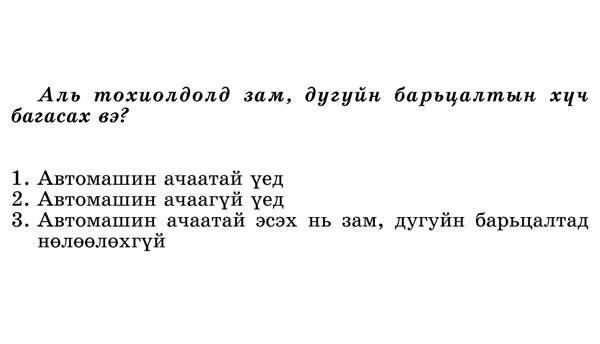 Аль тохиолдолд зам, дугуйн барьцалтын хүч
багасах вэ?
1. Автомашин ачаатай үед
2. Автомашин ачаагүй үед
3. Автомашин ачаатай эсэх нь зам, дугуйн барьцалтад
нөлөөлөхгүй